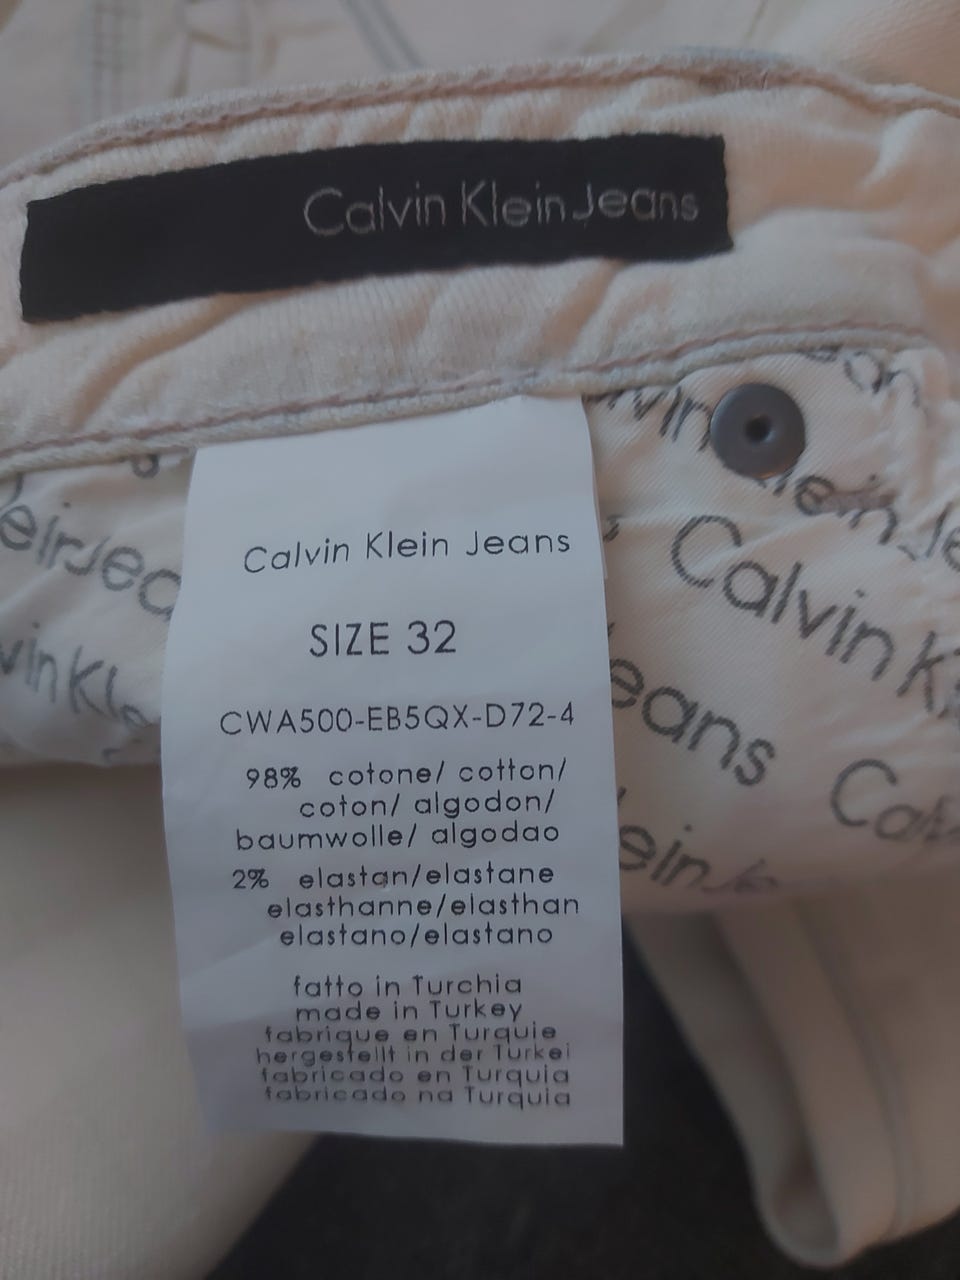 Calvin Klein Jeans
Calvin Klein Jeans
SIZE 32
CWA500-EB5QX-D72-4
98% cotone/ cotton/
coton/ algodon/
baumwolle/ algodao
2% elastan/elastane
elasthanne/elasthan
elastano/elastano
fatto in Turchia
made in Turkey
fabrique en Turquie
hergestellt in der Turkei
fabricado en Turquia
fabricado na Turquia
Calvin
eans